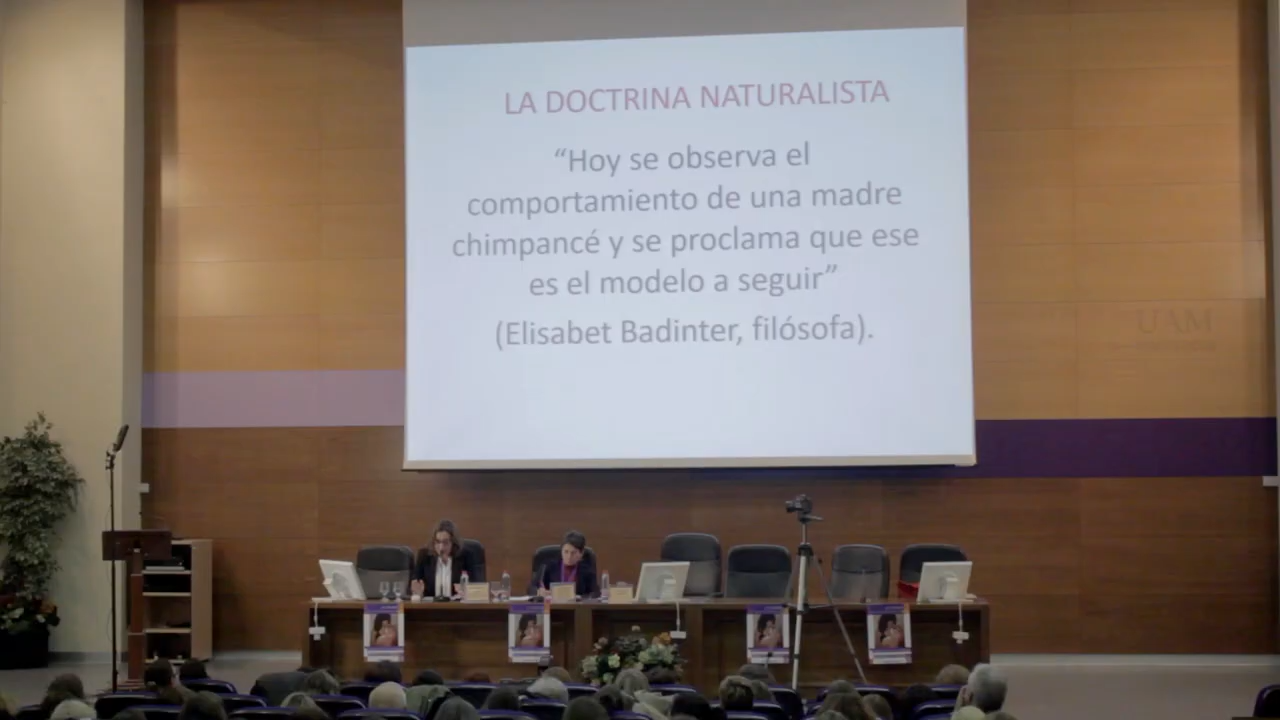 LA DOCTRINA NATURALISTA
“Hoy se observa el
comportamiento de una madre
chimpancé y se proclama que ese
es el modelo a seguir”
(Elisabet Badinter, filósofa).
UAM